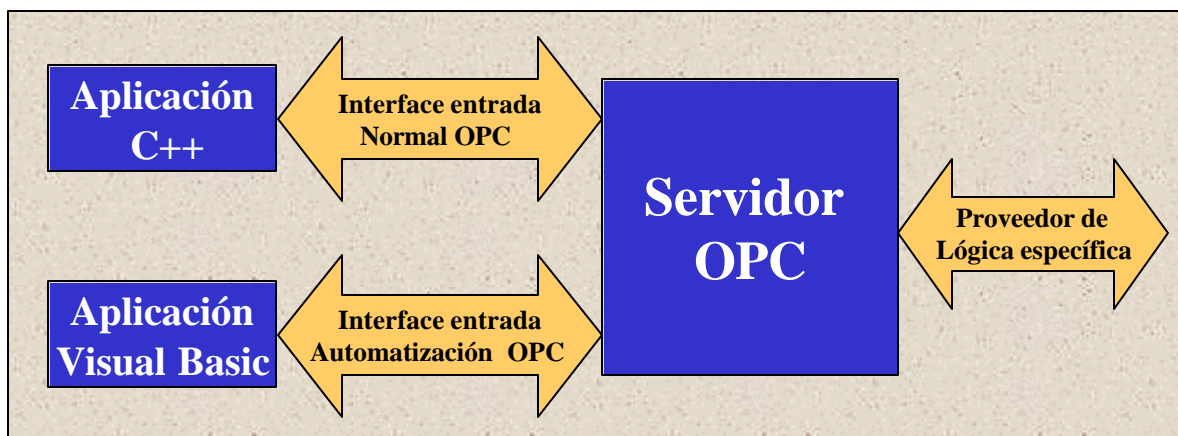 Aplicación
C++
Interface entrada
Normal OPC
Servidor
OPC
Proveedor de
Lógica específica
Aplicación
Visual Basic
Interface entrada
Automatización OPC